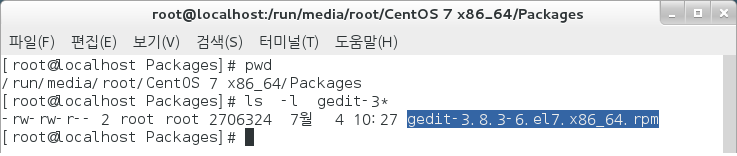 root@localhost:/run/media/root/CentOS 7 x86_64/Packages
파일(F) 편집(E) 보기(V) 검색(S) 터미널(T) 도움말(H)
[root@localhost Packages]# pwd
/run/media/root/CentOS 7 x86_64/Packages
[root@localhost Packages]# ls -l gedit-3*
-rw-rw-r-- 2 root root 2706324 7월 4 10:27 gedit-3.8.3-6.el7.x86_64.rpm
[root@localhost Packages]#